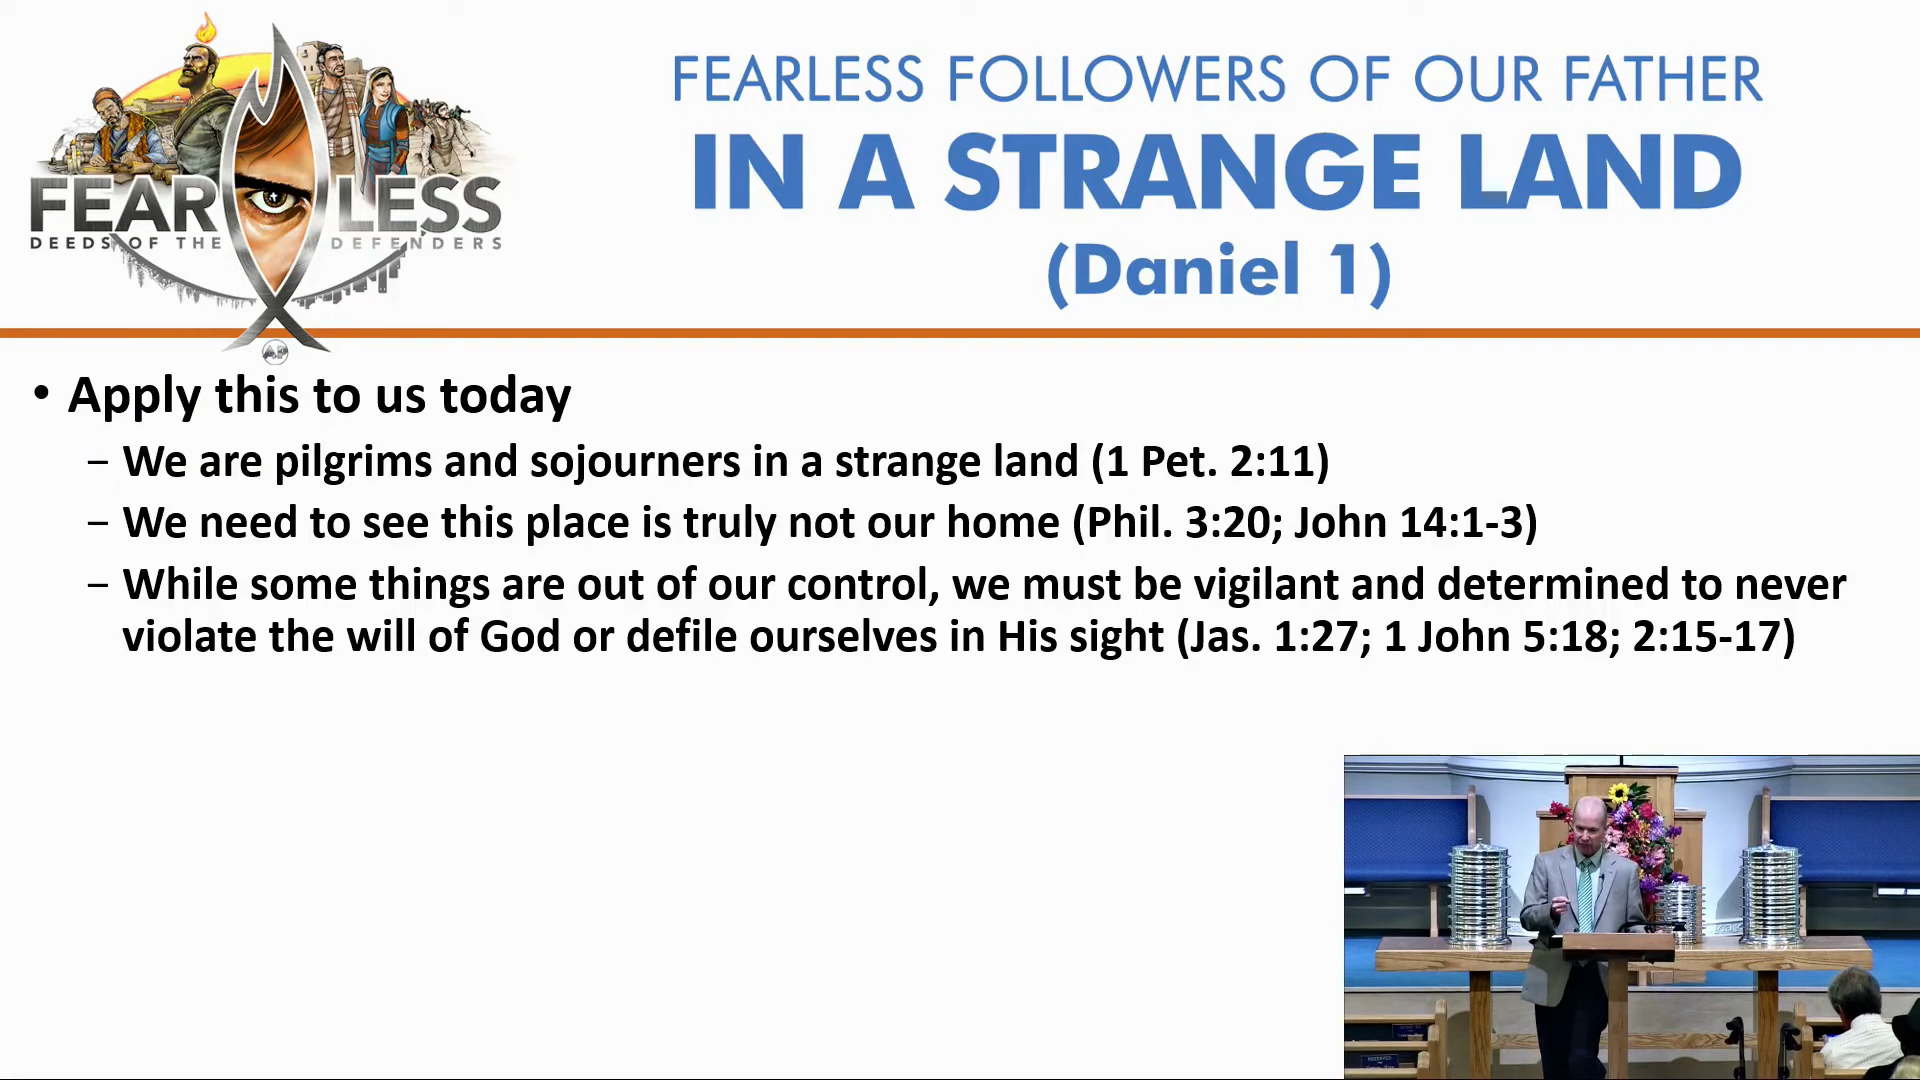 FEARLESS FOLLOWERS OF OUR FATHER
IN A STRANGE LAND
(Daniel 1)
FEAR LESS
DEEDS OF THE DEFENDERS
AP
• Apply this to us today
– We are pilgrims and sojourners in a strange land (1 Pet. 2:11)
– We need to see this place is truly not our home (Phil. 3:20; John 14:1-3)
– While some things are out of our control, we must be vigilant and determined to never
violate the will of God or defile ourselves in His sight (Jas. 1:27; 1 John 5:18; 2:15-17)
RESERVED